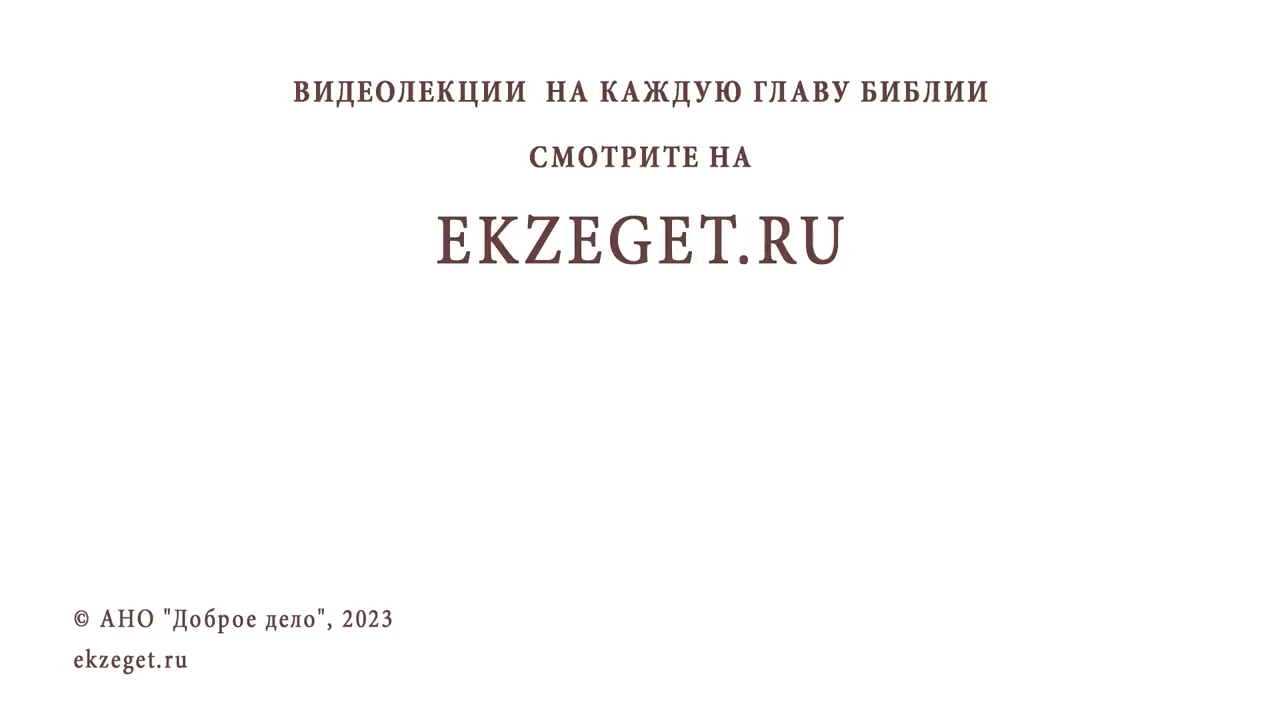 ВИДЕОЛЕКЦИИ НА КАЖДУЮ ГЛАВУ БИБЛИИ
СМОТРИТЕ НА
EKZEGET.RU
© АНО "Доброе дело", 2023
ekzeget.ru